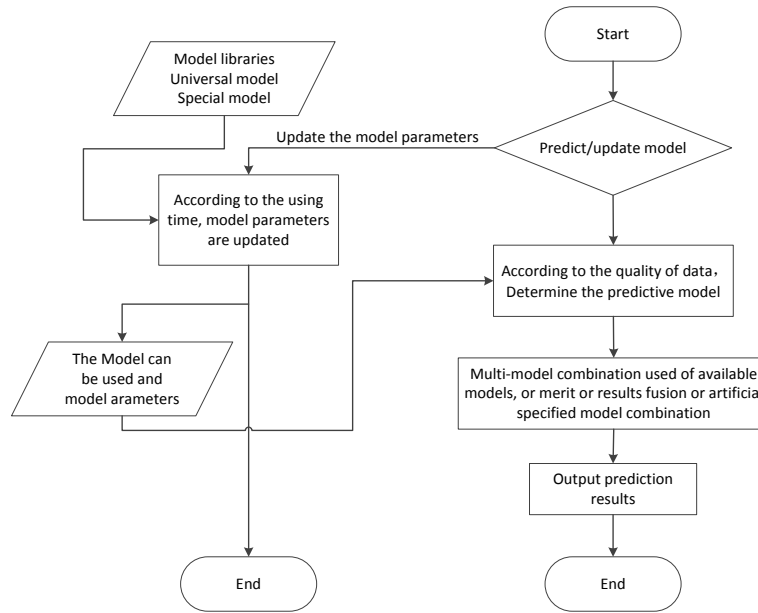 Start
Model libraries
Universal model
Special model
Update the model parameters
Predict/update model
According to the using
time, model parameters
are updated
According to the quality of data，
Determine the predictive model
The Model can
be used and
model arameters
Multi-model combination used of available
models, or merit or results fusion or artificia
specified model combination
Output prediction
results
End
End